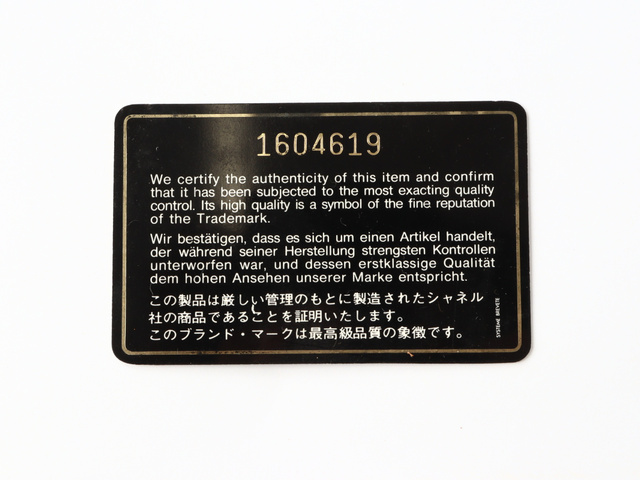 1604619
We certify the authenticity of this item and confirm
that it has been subjected to the most exacting quality
control. Its high quality is a symbol of the fine reputation
of the Trademark.
Wir bestätigen, dass es sich um einen Artikel handelt,
der während seiner Herstellung strengsten Kontrollen
unterworfen war, und dessen erstklassige Qualität
dem hohen Ansehen unserer Marke entspricht.
この製品は厳しい管理のもとに製造されたシャネル
社の商品であることを証明いたします。
このブランド・マークは最高級品質の象徴です。
SYSTEME BREVETE